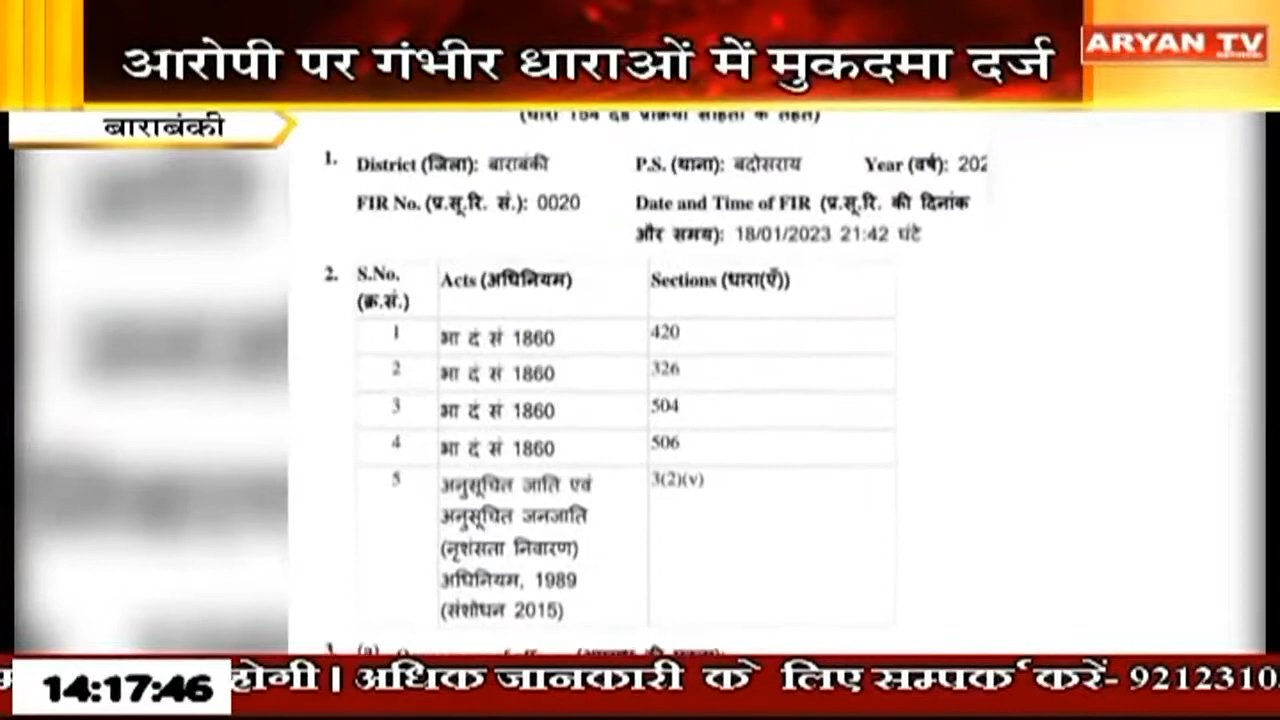 आरोपी पर गंभीर धाराओं में मुकदमा दर्ज
ARYAN TV
बाराबंकी
1. District (जिला): बाराबंकी P.S. (थाना): बदोसराय Year (वर्ष): 202
FIR No. (प्र.सू.रि. सं.): 0020 Date and Time of FIR (प्र.सू.रि. की दिनांक
और समय): 18/01/2023 21:42 घंटे
2. S.No. Acts (अधिनियम) Sections (धारा(एँ))
(क्र.सं.)
1 भा दं सं 1860 420
2 भा दं सं 1860 326
3 भा दं सं 1860 504
4 भा दं सं 1860 506
5 अनुसूचित जाति एवं 3(2)(v)
अनुसूचित जनजाति
(नृशंसता निवारण)
अधिनियम, 1989
(संशोधन 2015)
14:17:46 होगी | अधिक जानकारी के लिए सम्पर्क करें- 9212310